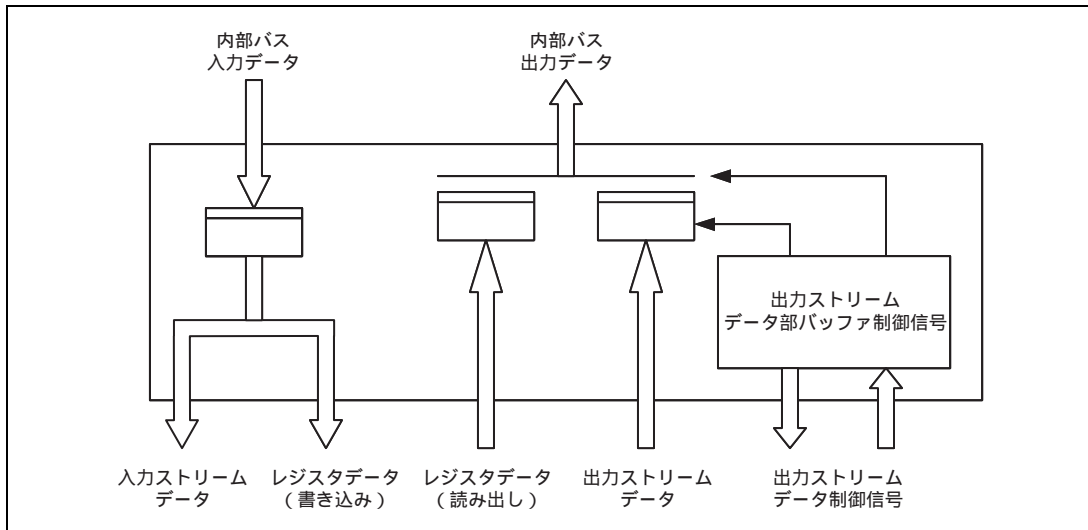 内部バス
入力データ
内部バス
出力データ
出力ストリーム
データ部バッファ制御信号
入力ストリーム
データ
レジスタデータ
（書き込み）
レジスタデータ
（読み出し）
出力ストリーム
データ
出力ストリーム
データ制御信号